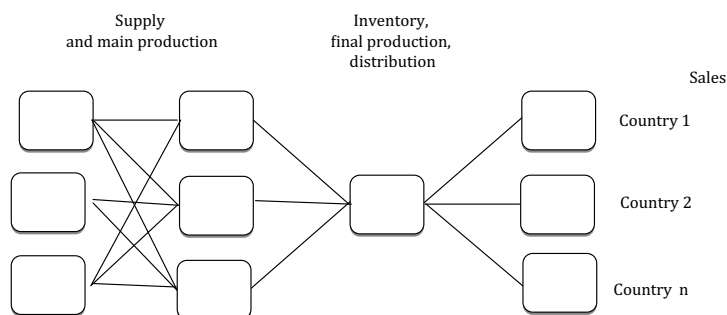 Supply
and main production
Inventory,
final production,
distribution
Sales
Country 1
Country 2
Country n